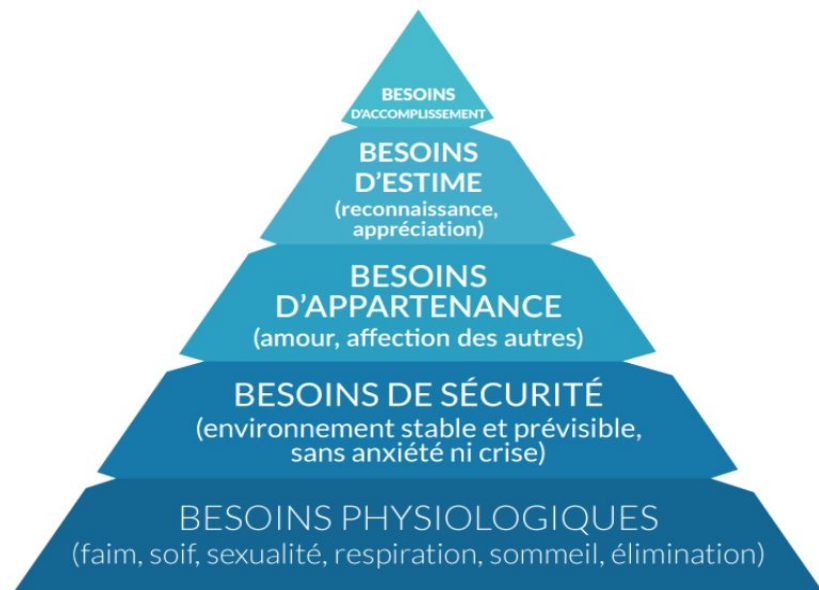 BESOINS
D'ACCOMPLISSEMENT
BESOINS
D'ESTIME
(reconnaissance,
appréciation)
BESOINS
D'APPARTENANCE
(amour, affection des autres)
BESOINS DE SÉCURITÉ
(environnement stable et prévisible,
sans anxiété ni crise)
BESOINS PHYSIOLOGIQUES
(faim, soif, sexualité, respiration, sommeil, élimination)